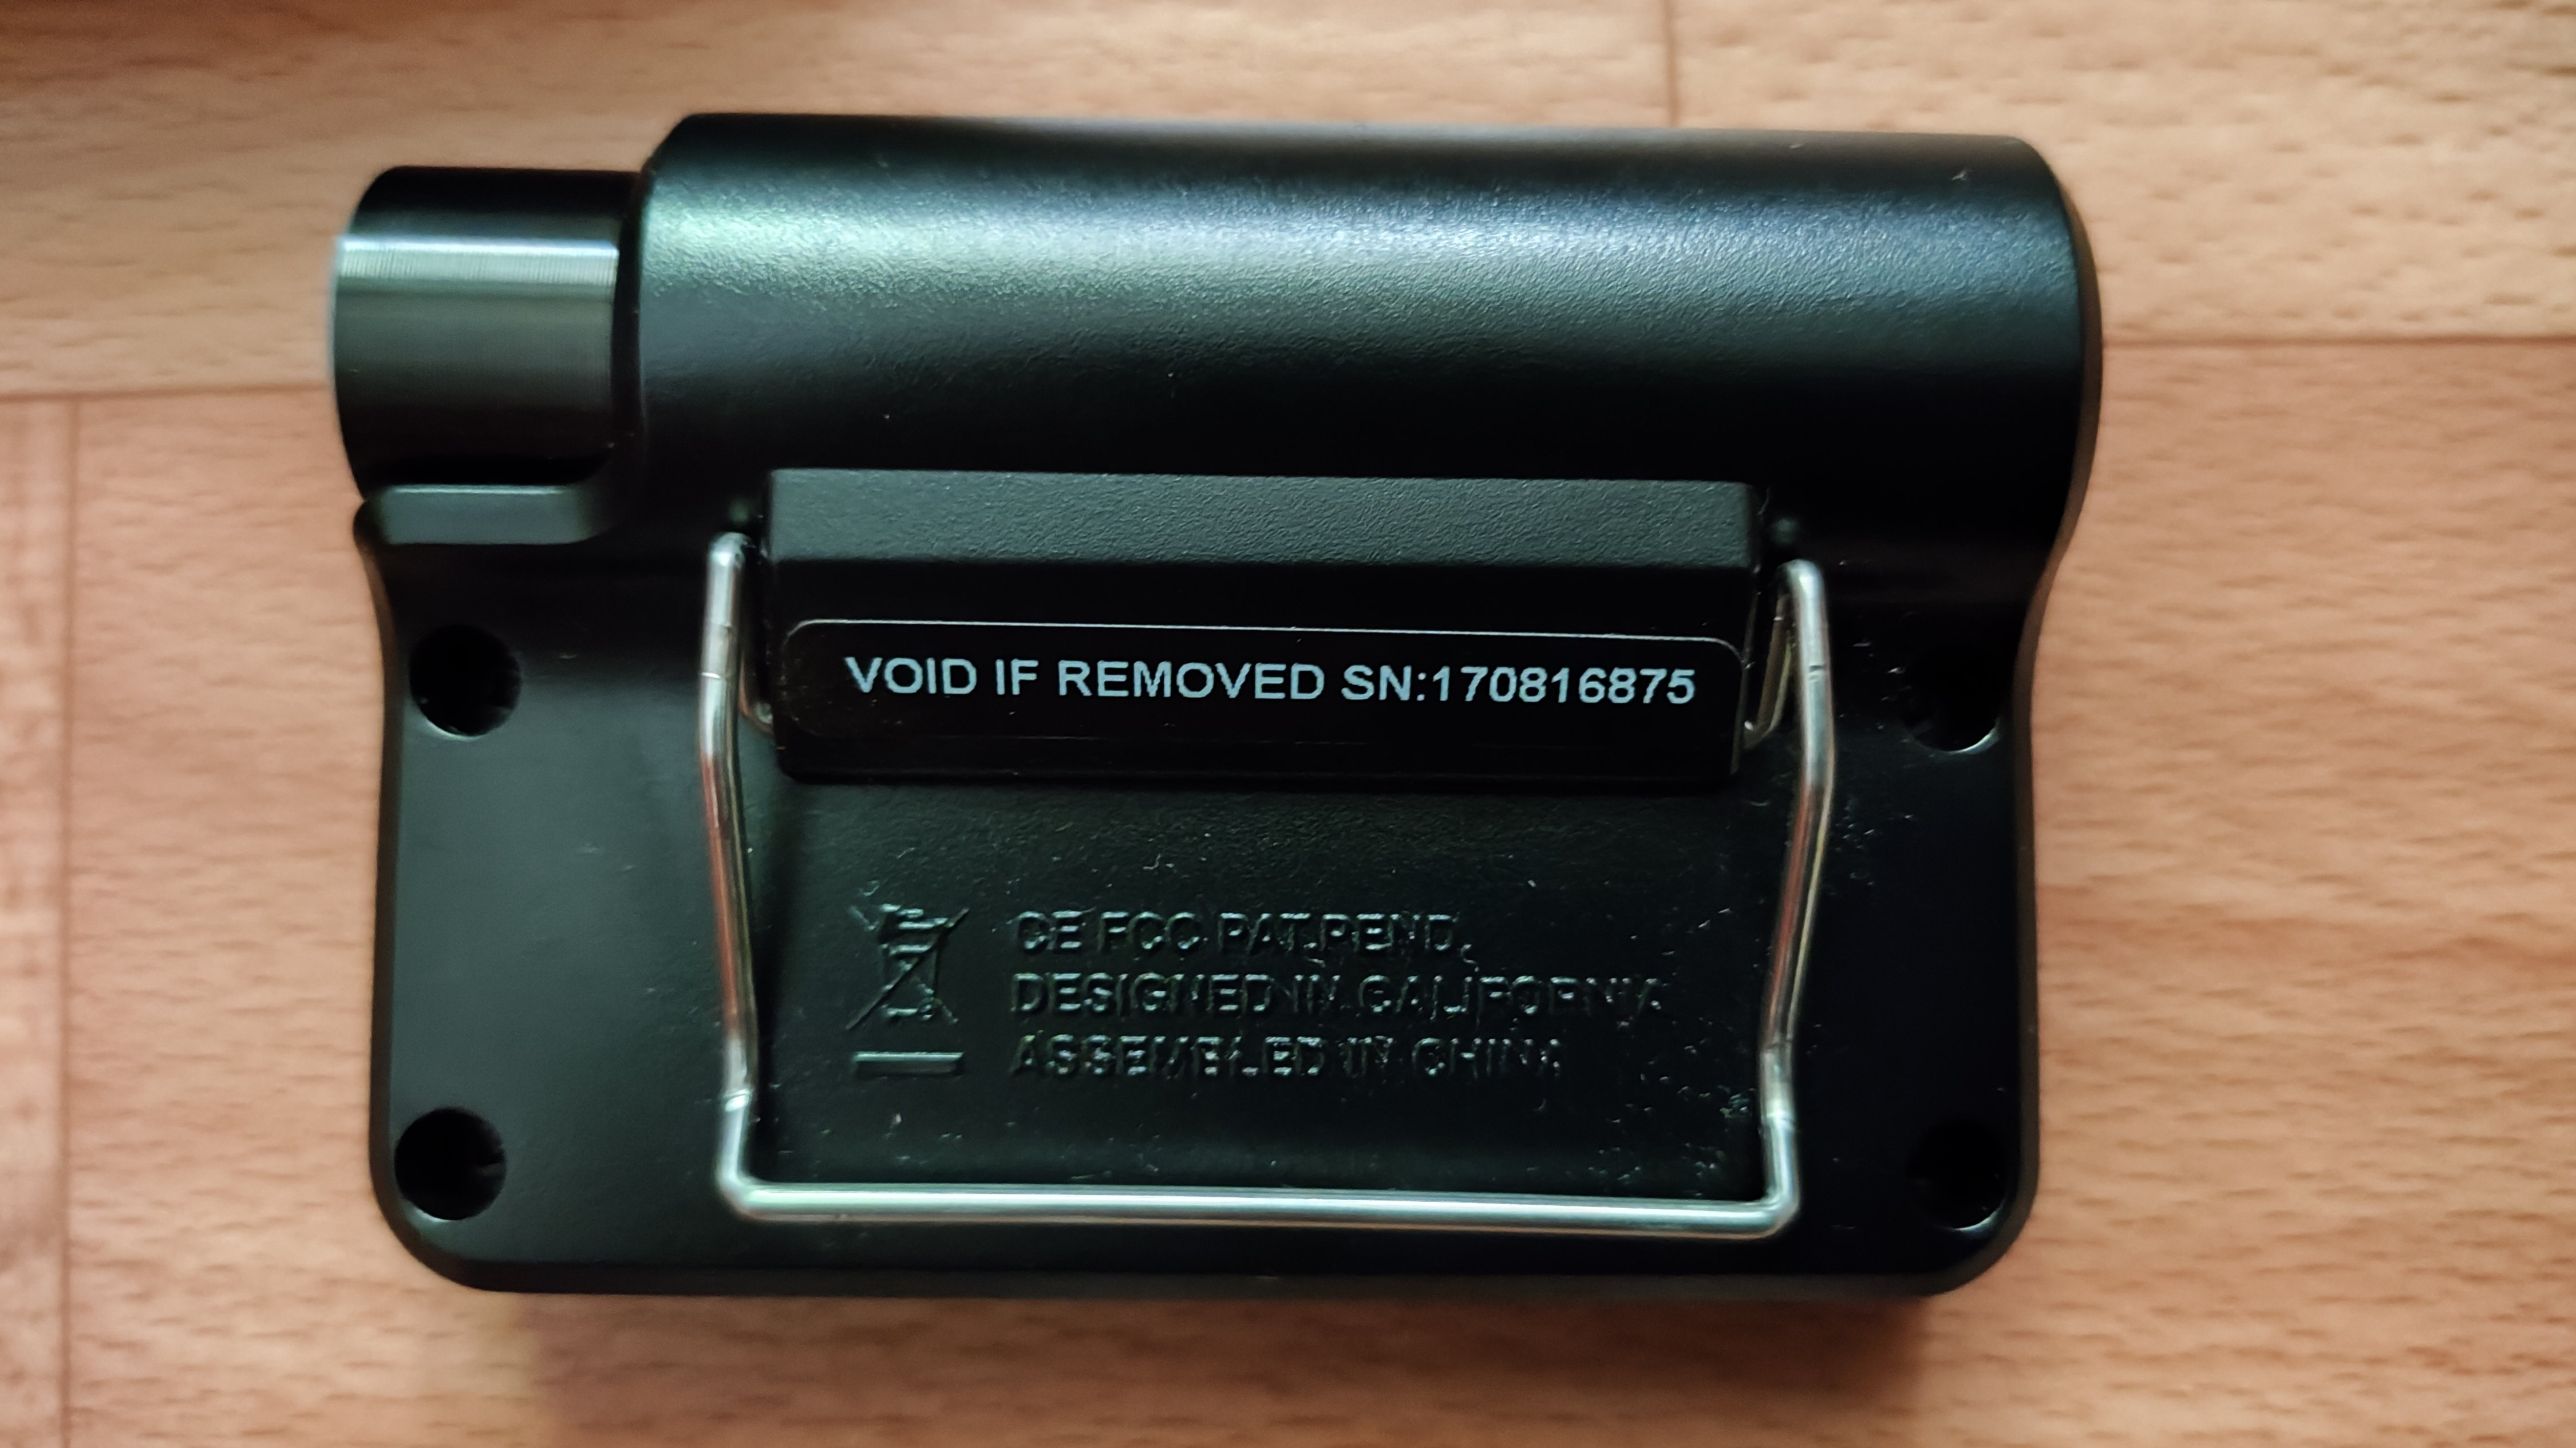 VOID IF REMOVED SN:170816875
CE FCC PAT.PEND.
DESIGNED IN CALIFORNIA
ASSEMBLED IN CHINA